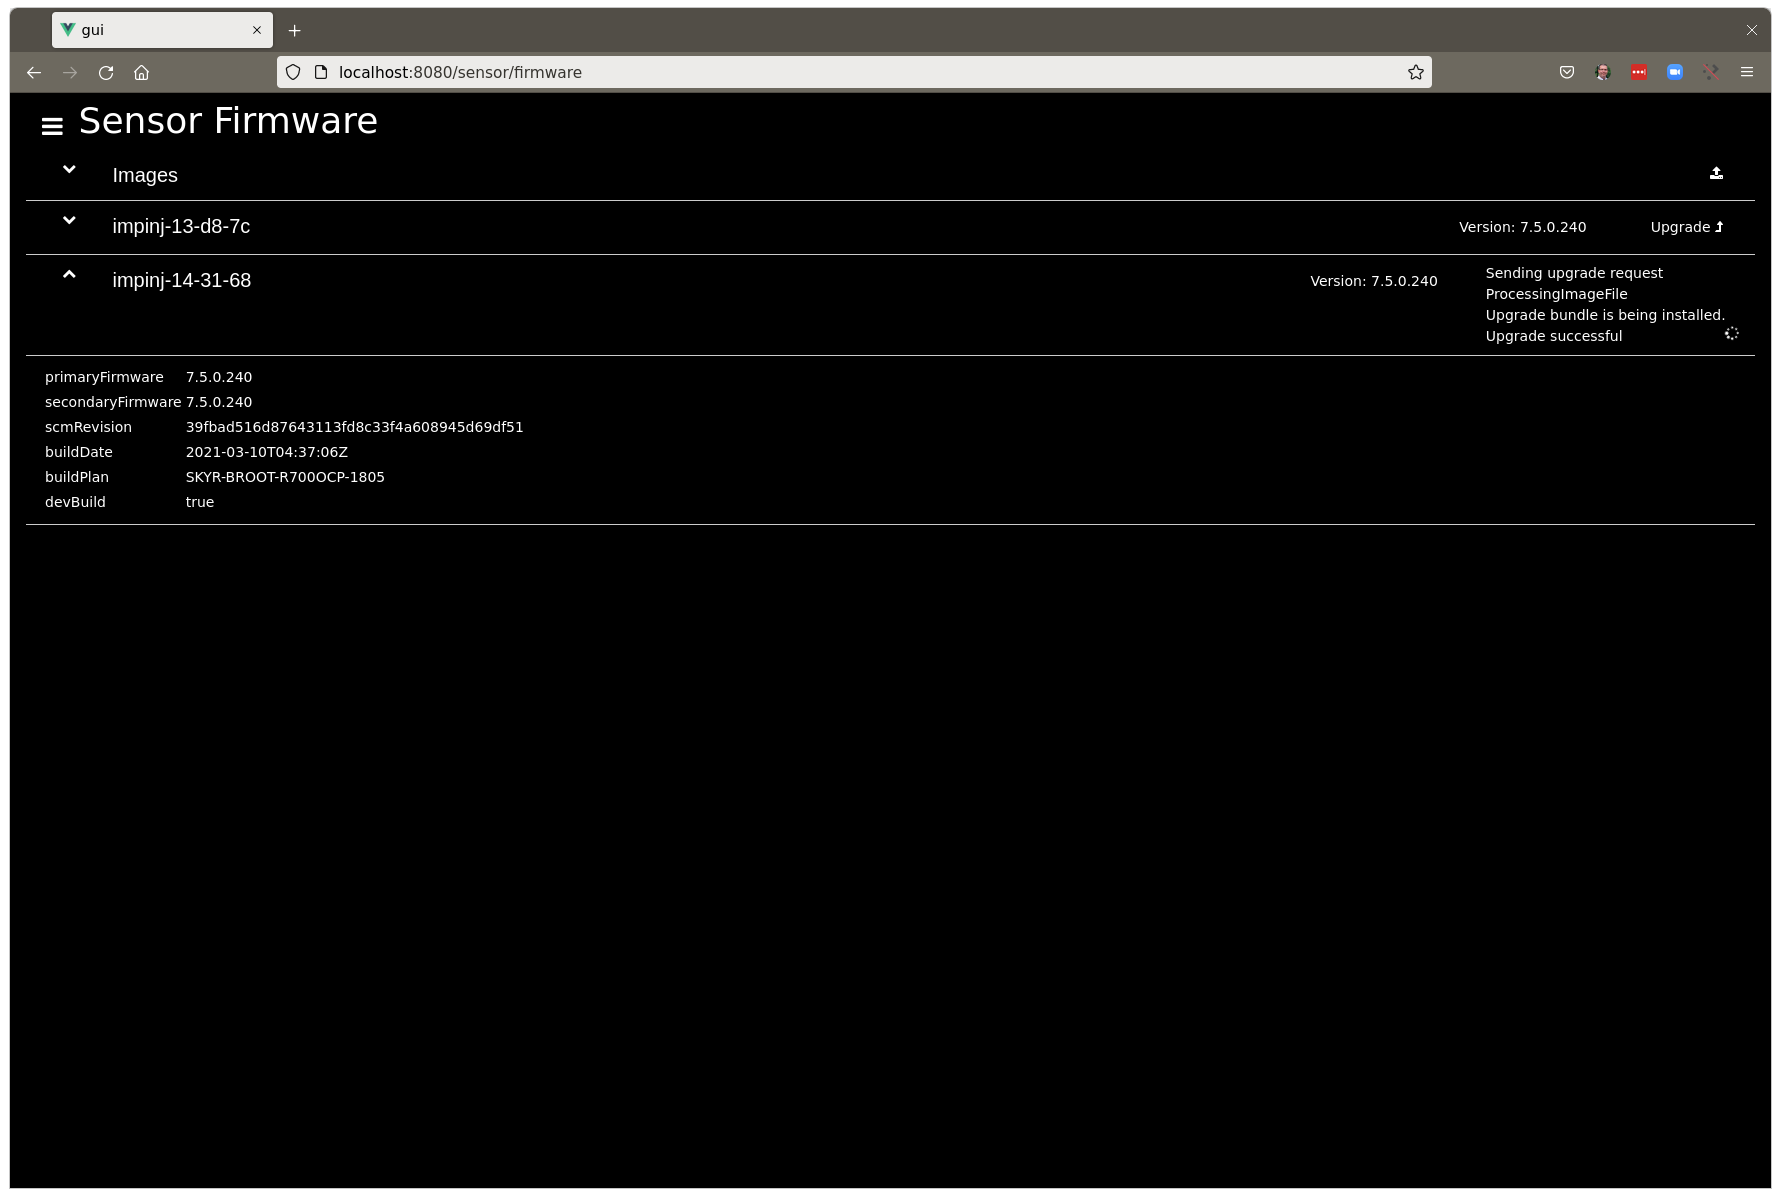 gui
localhost:8080/sensor/firmware
Sensor Firmware
Images
impinj-13-d8-7c Version: 7.5.0.240 Upgrade
impinj-14-31-68 Version: 7.5.0.240
Sending upgrade request
ProcessingImageFile
Upgrade bundle is being installed.
Upgrade successful
primaryFirmware 7.5.0.240
secondaryFirmware 7.5.0.240
scmRevision 39fbad516d87643113fd8c33f4a608945d69df51
buildDate 2021-03-10T04:37:06Z
buildPlan SKYR-BROOT-R700OCP-1805
devBuild true